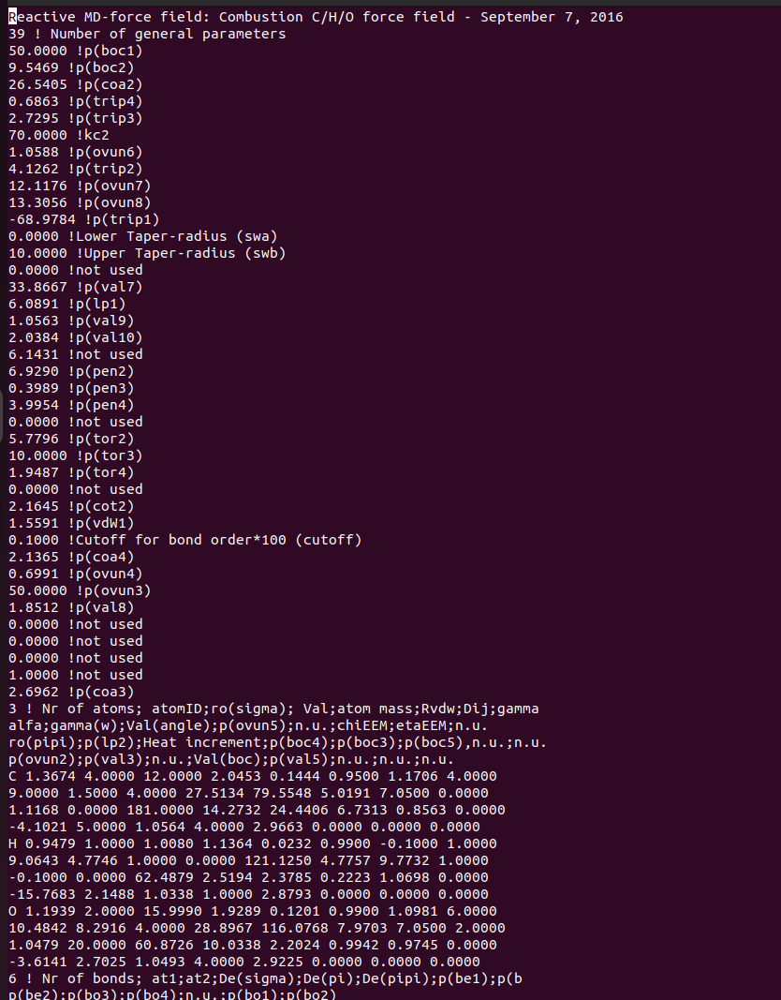 Reactive MD-force field: Combustion C/H/O force field - September 7, 2016
39 ! Number of general parameters
50.0000 !p(boc1)
9.5469 !p(boc2)
26.5405 !p(coa2)
0.6863 !p(trip4)
2.7295 !p(trip3)
70.0000 !kc2
1.0588 !p(ovun6)
4.1262 !p(trip2)
12.1176 !p(ovun7)
13.3056 !p(ovun8)
-68.9784 !p(trip1)
0.0000 !Lower Taper-radius (swa)
10.0000 !Upper Taper-radius (swb)
0.0000 !not used
33.8667 !p(val7)
6.0891 !p(lp1)
1.0563 !p(val9)
2.0384 !p(val10)
6.1431 !not used
6.9290 !p(pen2)
0.3989 !p(pen3)
3.9954 !p(pen4)
0.0000 !not used
5.7796 !p(tor2)
10.0000 !p(tor3)
1.9487 !p(tor4)
0.0000 !not used
2.1645 !p(cot2)
1.5591 !p(vdW1)
0.1000 !Cutoff for bond order*100 (cutoff)
2.1365 !p(coa4)
0.6991 !p(ovun4)
50.0000 !p(ovun3)
1.8512 !p(val8)
0.0000 !not used
0.0000 !not used
0.0000 !not used
1.0000 !not used
2.6962 !p(coa3)
3 ! Nr of atoms; atomID;ro(sigma); Val;atom mass;Rvdw;Dij;gamma
alfa;gamma(w);Val(angle);p(ovun5);n.u.;chiEEM;etaEEM;n.u.
ro(pipi);p(lp2);Heat increment;p(boc4);p(boc3);p(boc5),n.u.;n.u.
p(ovun2);p(val3);n.u.;Val(boc);p(val5);n.u.;n.u.;n.u.
C 1.3674 4.0000 12.0000 2.0453 0.1444 0.9500 1.1706 4.0000
9.0000 1.5000 4.0000 27.5134 79.5548 5.0191 7.0500 0.0000
1.1168 0.0000 181.0000 14.2732 24.4406 6.7313 0.8563 0.0000
-4.1021 5.0000 1.0564 4.0000 2.9663 0.0000 0.0000 0.0000
H 0.9479 1.0000 1.0080 1.1364 0.0232 0.9900 -0.1000 1.0000
9.0643 4.7746 1.0000 0.0000 121.1250 4.7757 9.7732 1.0000
-0.1000 0.0000 62.4879 2.5194 2.3785 0.2223 1.0698 0.0000
-15.7683 2.1488 1.0338 1.0000 2.8793 0.0000 0.0000 0.0000
O 1.1939 2.0000 15.9990 1.9289 0.1201 0.9900 1.0981 6.0000
10.4842 8.2916 4.0000 28.8967 116.0768 7.9703 7.0500 2.0000
1.0479 20.0000 60.8726 10.0338 2.2024 0.9942 0.9745 0.0000
-3.6141 2.7025 1.0493 4.0000 2.9225 0.0000 0.0000 0.0000
6 ! Nr of bonds; at1;at2;De(sigma);De(pi);De(pipi);p(be1);p(b
p(be2);p(bo3);p(bo4);n.u.;p(bo1);p(bo2)